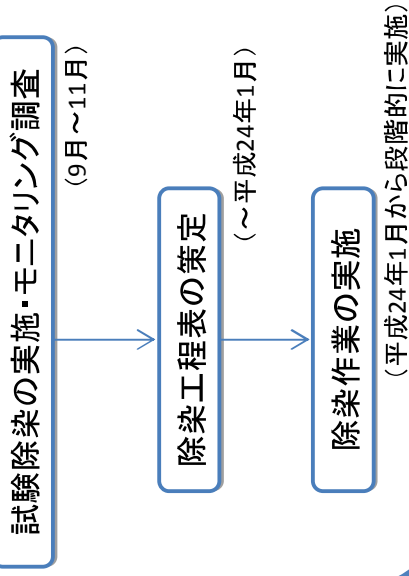 試験除染の実施・モニタリング調査
（9月～11月）
除染工程表の策定
（～平成24年1月）
除染作業の実施
（平成24年1月から段階的に実施）